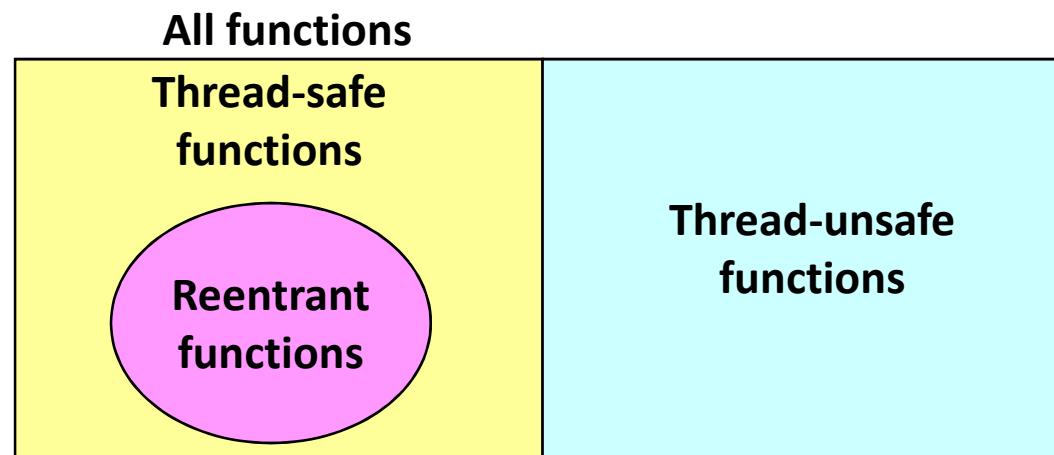 All functions
Thread-safe
functions
Thread-unsafe
functions
Reentrant
functions